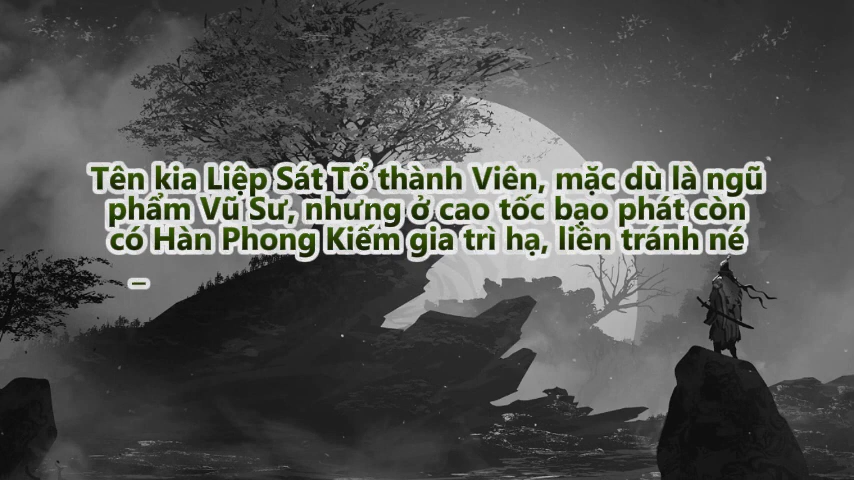 Tên kia Liệp Sát Tổ thành Viên, mặc dù là ngũ
phẩm Vũ Sư, nhưng ở cao tốc bạo phát còn
có Hàn Phong Kiếm gia trì hạ, liền tránh né
_